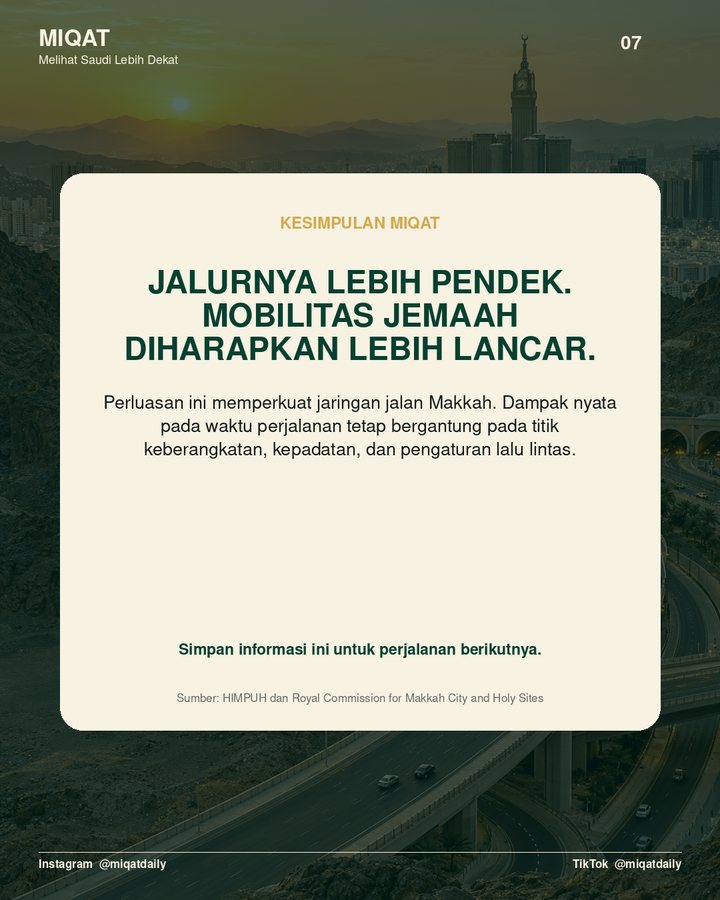 MIQAT
Melihat Saudi Lebih Dekat
07
KESIMPULAN MIQAT
JALURNYA LEBIH PENDEK.
MOBILITAS JEMAAH
DIHARAPKAN LEBIH LANCAR.
Perluasan ini memperkuat jaringan jalan Makkah. Dampak nyata
pada waktu perjalanan tetap bergantung pada titik
keberangkatan, kepadatan, dan pengaturan lalu lintas.
Simpan informasi ini untuk perjalanan berikutnya.
Sumber: HIMPUH dan Royal Commission for Makkah City and Holy Sites
Instagram @miqatdaily
TikTok @miqatdaily